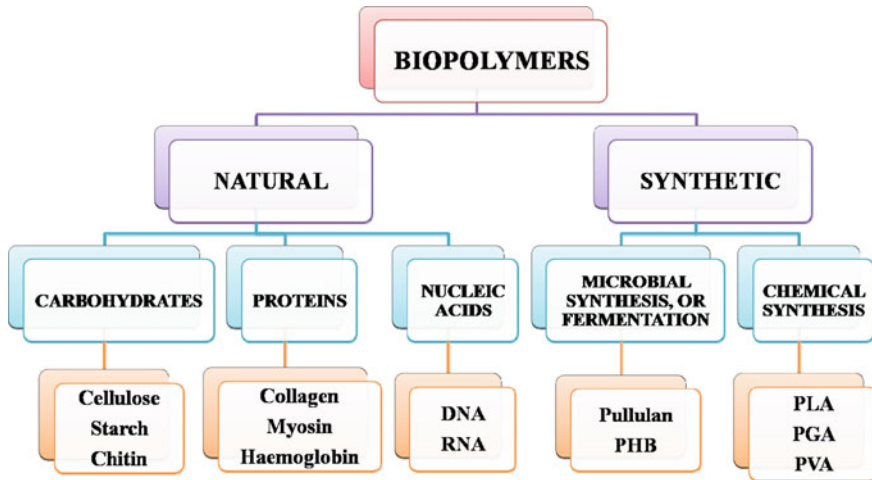 BIOPOLYMERS
NATURAL
SYNTHETIC
CARBOHYDRATES
PROTEINS
NUCLEIC
ACIDS
MICROBIAL
SYNTHESIS, OR
FERMENTATION
CHEMICAL
SYNTHESIS
Cellulose
Starch
Chitin
Collagen
Myosin
Haemoglobin
DNA
RNA
Pullulan
PHB
PLA
PGA
PVA